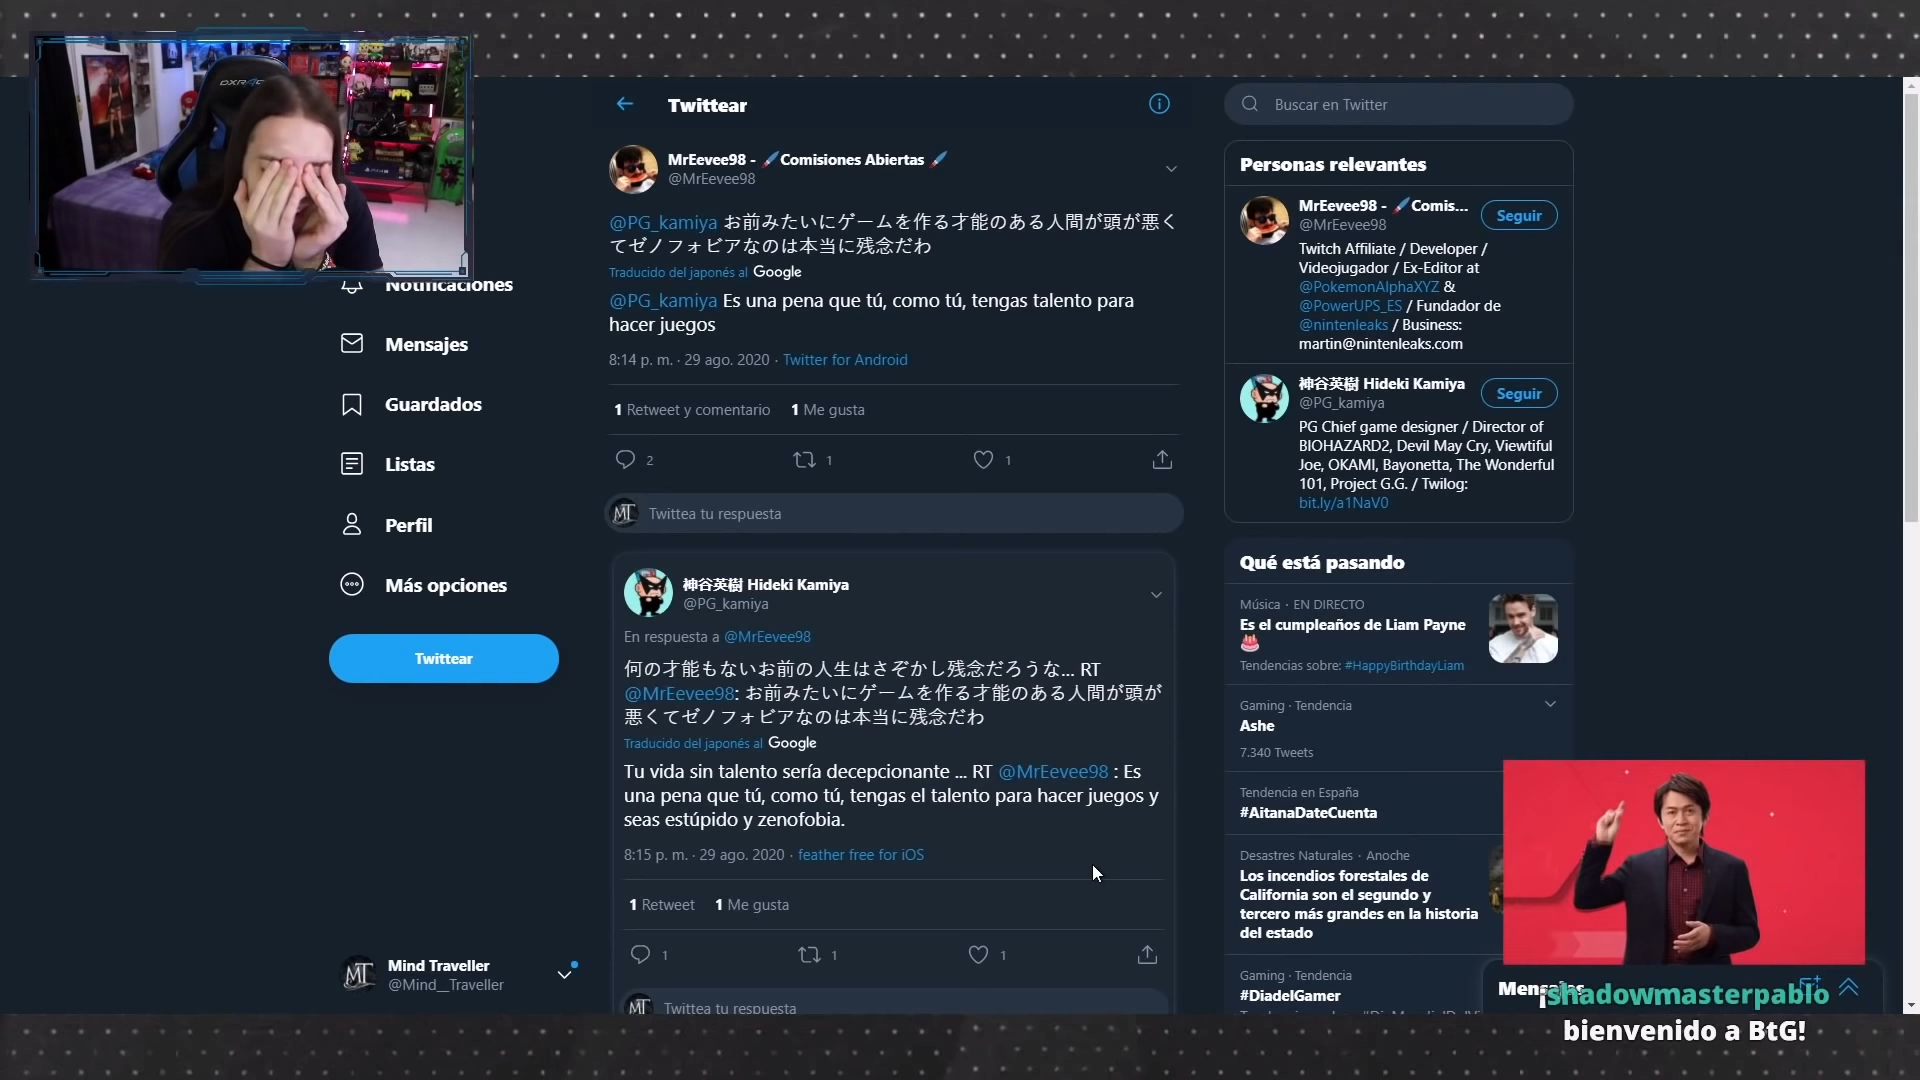 DXRACER
Notificaciones
Mensajes
Guardados
Listas
Perfil
Más opciones
Twittear
Mind Traveller
@Mind__Traveller
Twittear
MrEevee98 - 🖌️Comisiones Abiertas 🖌️
@MrEevee98
@PG_kamiya お前みたいにゲームを作る才能のある人間が頭が悪く
てゼノフォビアなのは本当に残念だわ
Traducido del japonés al Google
@PG_kamiya Es una pena que tú, como tú, tengas talento para
hacer juegos
8:14 p. m. · 29 ago. 2020 · Twitter for Android
1 Retweet y comentario 1 Me gusta
2 1 1
MT Twittea tu respuesta
神谷英樹 Hideki Kamiya
@PG_kamiya
En respuesta a @MrEevee98
何の才能もないお前の人生はさぞかし残念だろうな... RT
@MrEevee98: お前みたいにゲームを作る才能のある人間が頭が
悪くてゼノフォビアなのは本当に残念だわ
Traducido del japonés al Google
Tu vida sin talento sería decepcionante ... RT @MrEevee98 : Es
una pena que tú, como tú, tengas el talento para hacer juegos y
seas estúpido y zenofobia.
8:15 p. m. · 29 ago. 2020 · feather free for iOS
1 Retweet 1 Me gusta
1 1 1
MT Twittea tu respuesta
Buscar en Twitter
Personas relevantes
MrEevee98 - 🖌️Comis...
Seguir
@MrEevee98
Twitch Affiliate / Developer /
Videojugador / Ex-Editor at
@PokemonAlphaXYZ &
@PowerUPS_ES / Fundador de
@nintenleaks / Business:
martin@nintenleaks.com
神谷英樹 Hideki Kamiya
Seguir
@PG_kamiya
PG Chief game designer / Director of
BIOHAZARD2, Devil May Cry, Viewtiful
Joe, OKAMI, Bayonetta, The Wonderful
101, Project G.G. / Twilog:
bit.ly/a1NaV0
Qué está pasando
Música · EN DIRECTO
Es el cumpleaños de Liam Payne
🎂
Tendencias sobre: #HappyBirthdayLiam
Gaming · Tendencia
Ashe
7.340 Tweets
Tendencia en España
#AitanaDateCuenta
Desastres Naturales · Anoche
Los incendios forestales de
California son el segundo y
tercero más grandes en la historia
del estado
Gaming · Tendencia
#DiadelGamer
Mensajes
¡shadowmasterpablo
bienvenido a BtG!